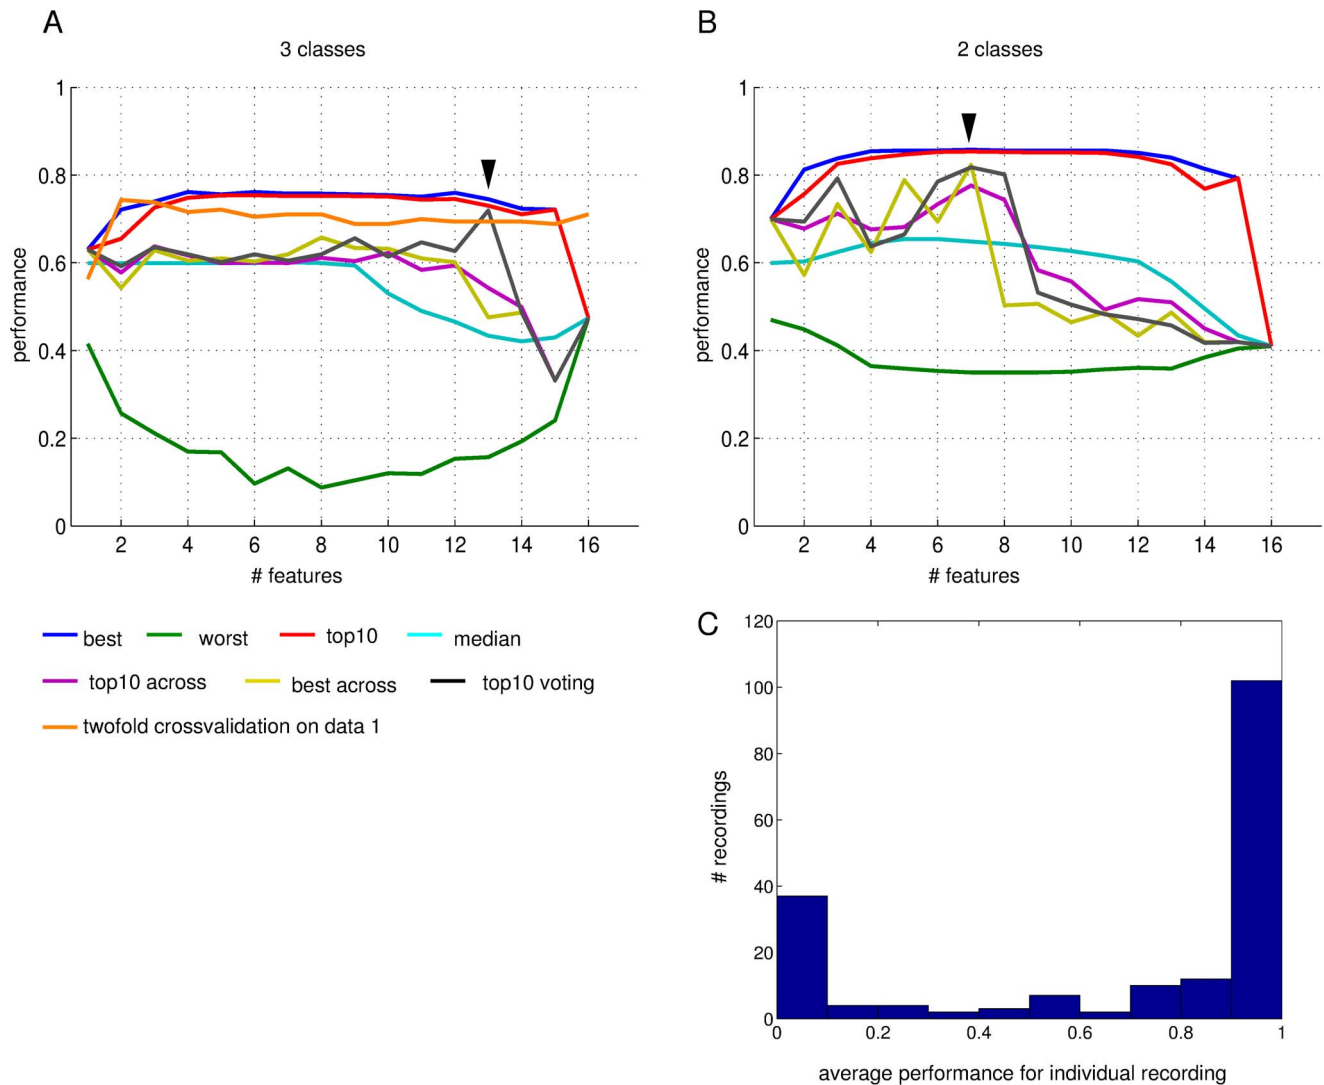 A
3 classes
1
0.8
0.6
0.4
0.2
0
performance
2 4 6 8 10 12 14 16
# features
B
2 classes
1
0.8
0.6
0.4
0.2
0
performance
2 4 6 8 10 12 14 16
# features
best worst top10 median
top10 across best across top10 voting
twofold crossvalidation on data 1
C
120
100
80
60
40
20
0
# recordings
0 0.2 0.4 0.6 0.8 1
average performance for individual recording